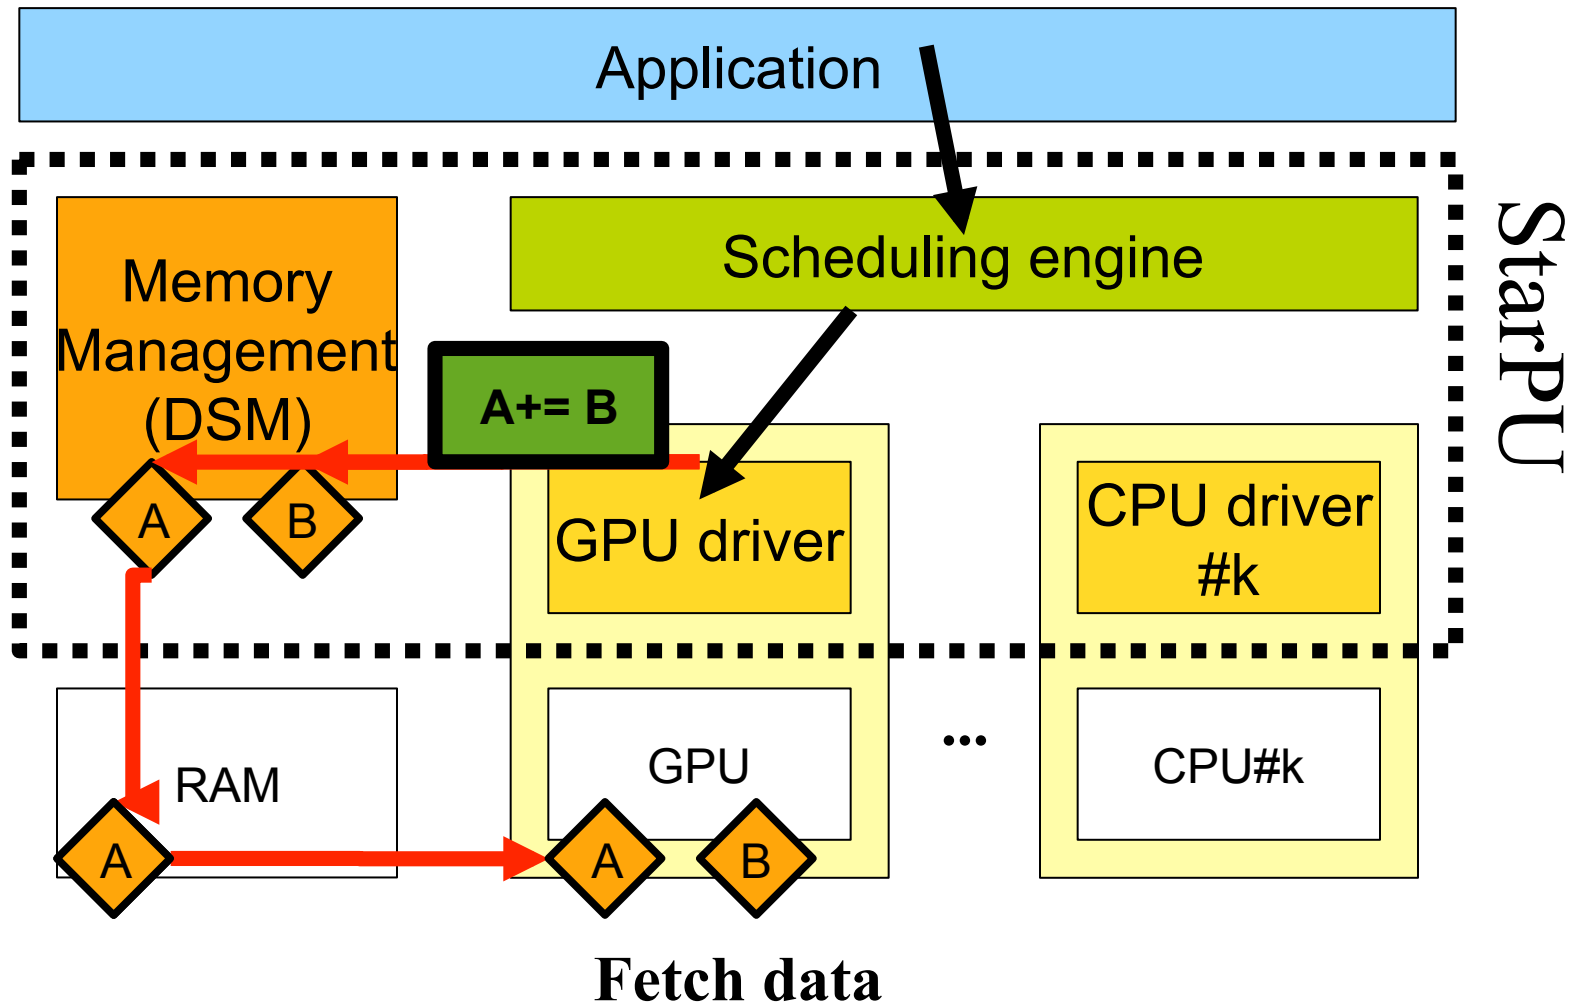 Application
StarPU
Memory
Management
(DSM)
Scheduling engine
A+= B
A
B
GPU driver
CPU driver
#k
RAM
GPU
...
CPU#k
A
A
B
Fetch data